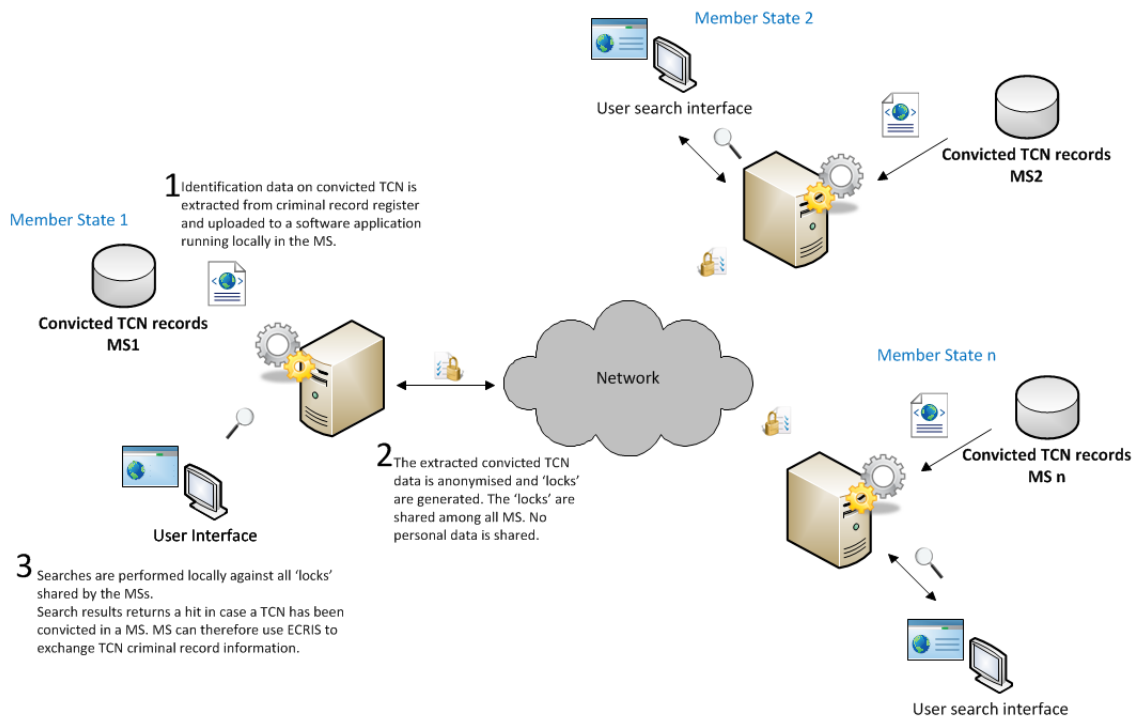 Member State 2
User search interface
Convicted TCN records
MS2
1
Identification data on convicted TCN is
extracted from criminal record register
and uploaded to a software application
running locally in the MS.
Member State 1
Convicted TCN records
MS1
Network
Member State n
Convicted TCN records
MS n
2
The extracted convicted TCN
data is anonymised and ‘locks’
are generated. The ‘locks’ are
shared among all MS. No
personal data is shared.
User Interface
3
Searches are performed locally against all ‘locks’
shared by the MSs.
Search results returns a hit in case a TCN has been
convicted in a MS. MS can therefore use ECRIS to
exchange TCN criminal record information.
User search interface